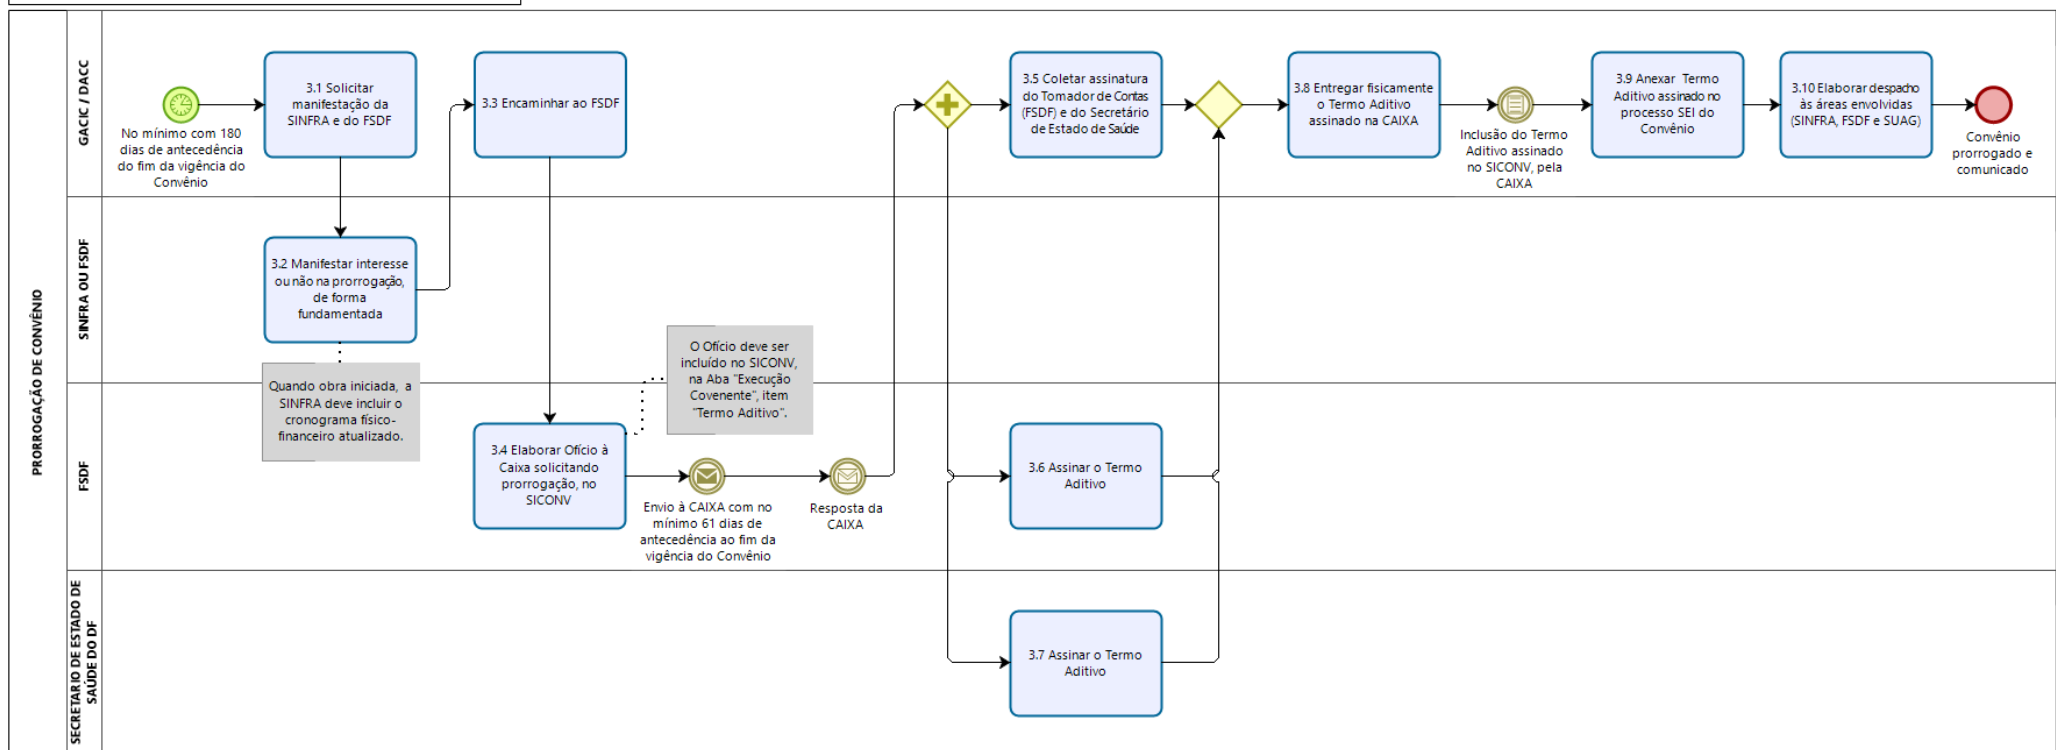 PRORROGAÇÃO DE CONVÊNIO
GACIC / DACC
No mínimo com 180
dias de antecedência
do fim da vigência do
Convênio
3.1 Solicitar
manifestação da
SINFRA e do FSDF
3.3 Encaminhar ao FSDF
3.5 Coletar assinatura
do Tomador de Contas
(FSDF) e do Secretário
de Estado de Saúde
3.8 Entregar fisicamente
o Termo Aditivo
assinado na CAIXA
Inclusão do Termo
Aditivo assinado
no SICONV, pela
CAIXA
3.9 Anexar Termo
Aditivo assinado no
processo SEI do
Convênio
3.10 Elaborar despacho
às áreas envolvidas
(SINFRA, FSDF e SUAG)
Convênio
prorrogado e
comunicado
SINFRA OU FSDF
3.2 Manifestar interesse
ou não na prorrogação,
de forma
fundamentada
Quando obra iniciada, a
SINFRA deve incluir o
cronograma físico-
financeiro atualizado.
O Ofício deve ser
incluído no SICONV,
na Aba "Execução
Covenente", item
"Termo Aditivo".
FSDF
3.4 Elaborar Ofício à
Caixa solicitando
prorrogação, no
SICONV
Envio à CAIXA com no
mínimo 61 dias de
antecedência ao fim da
vigência do Convênio
Resposta da
CAIXA
3.6 Assinar o Termo
Aditivo
SECRETARIO DE ESTADO DE
SAÚDE DO DF
3.7 Assinar o Termo
Aditivo